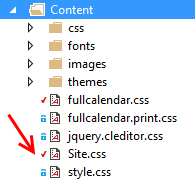 Content
css
fonts
images
themes
fullcalendar.css
fullcalendar.print.css
jquery.cleditor.css
Site.css
style.css